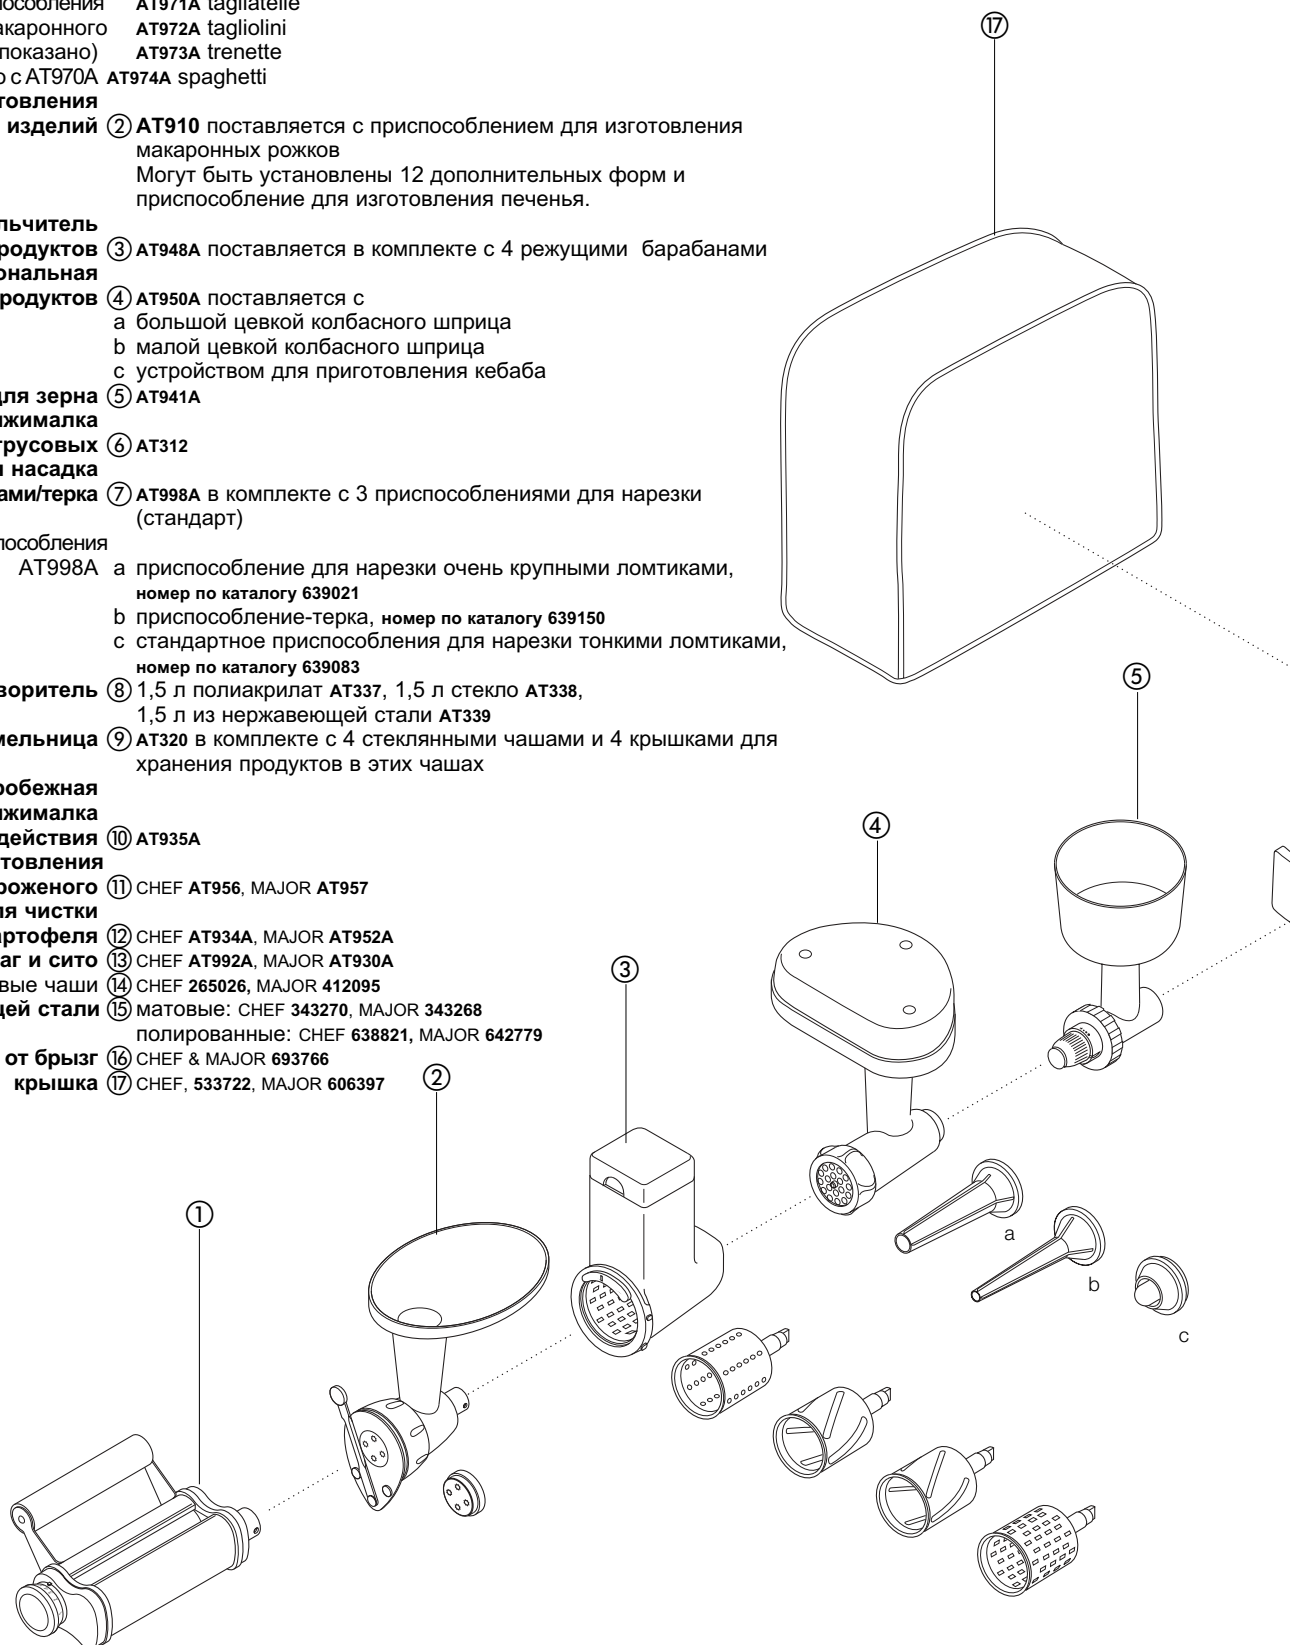 пособления AT971A tagliatelle
акаронного AT972A tagliolini
показано) AT973A trenette
о с AT970A AT974A spaghetti
товления
изделий ② AT910 поставляется с приспособлением для изготовления
макаронных рожков
Могут быть установлены 12 дополнительных форм и
приспособление для изготовления печенья.
льчитель
родуктов ③ AT948A поставляется в комплекте с 4 режущими барабанами
ональная
родуктов ④ AT950A поставляется с
a большой цевкой колбасного шприца
b малой цевкой колбасного шприца
c устройством для приготовления кебаба
для зерна ⑤ AT941A
ижималка
трусовых ⑥ AT312
я насадка
ами/терка ⑦ AT998A в комплекте с 3 приспособлениями для нарезки
(стандарт)
пособления
AT998A a приспособление для нарезки очень крупными ломтиками,
номер по каталогу 639021
b приспособление-терка, номер по каталогу 639150
c стандартное приспособления для нарезки тонкими ломтиками,
номер по каталогу 639083
воритель ⑧ 1,5 л полиакрилат AT337, 1,5 л стекло AT338,
1,5 л из нержавеющей стали AT339
мельница ⑨ AT320 в комплекте с 4 стеклянными чашами и 4 крышками для
хранения продуктов в этих чашах
робежная
ижималка
действия ⑩ AT935A
товления
роженого ⑪ CHEF AT956, MAJOR AT957
ля чистки
артофеля ⑫ CHEF AT934A, MAJOR AT952A
аг и сито ⑬ CHEF AT992A, MAJOR AT930A
вые чаши ⑭ CHEF 265026, MAJOR 412095
щей стали ⑮ матовые: CHEF 343270, MAJOR 343268
полированные: CHEF 638821, MAJOR 642779
от брызг ⑯ CHEF & MAJOR 693766
крышка ⑰ CHEF, 533722, MAJOR 606397
⑰
⑤
④
③
②
①
a
b
c